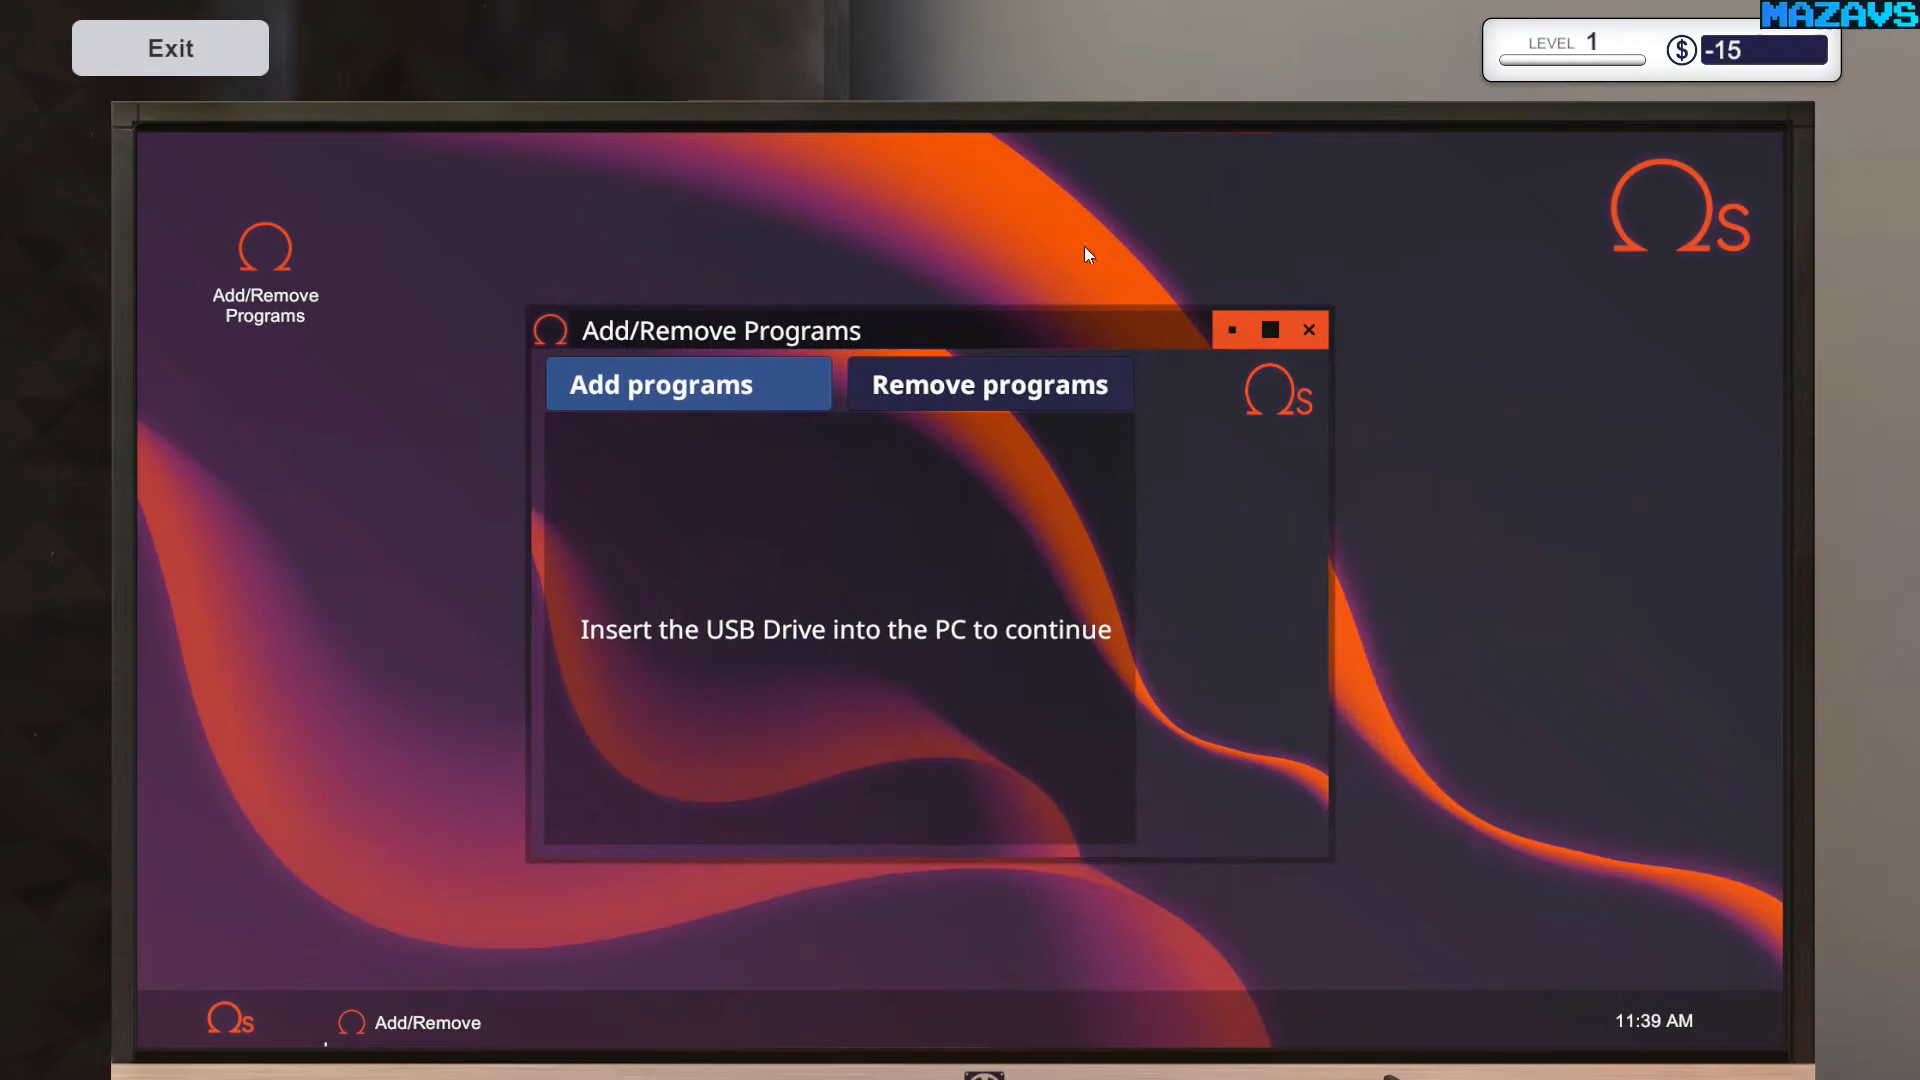 Exit
MAZAVS
LEVEL 1
$ -15
Ωs
Add/Remove
Programs
Add/Remove Programs
Add programs
Remove programs
Ωs
Insert the USB Drive into the PC to continue
Ωs
Add/Remove
11:39 AM